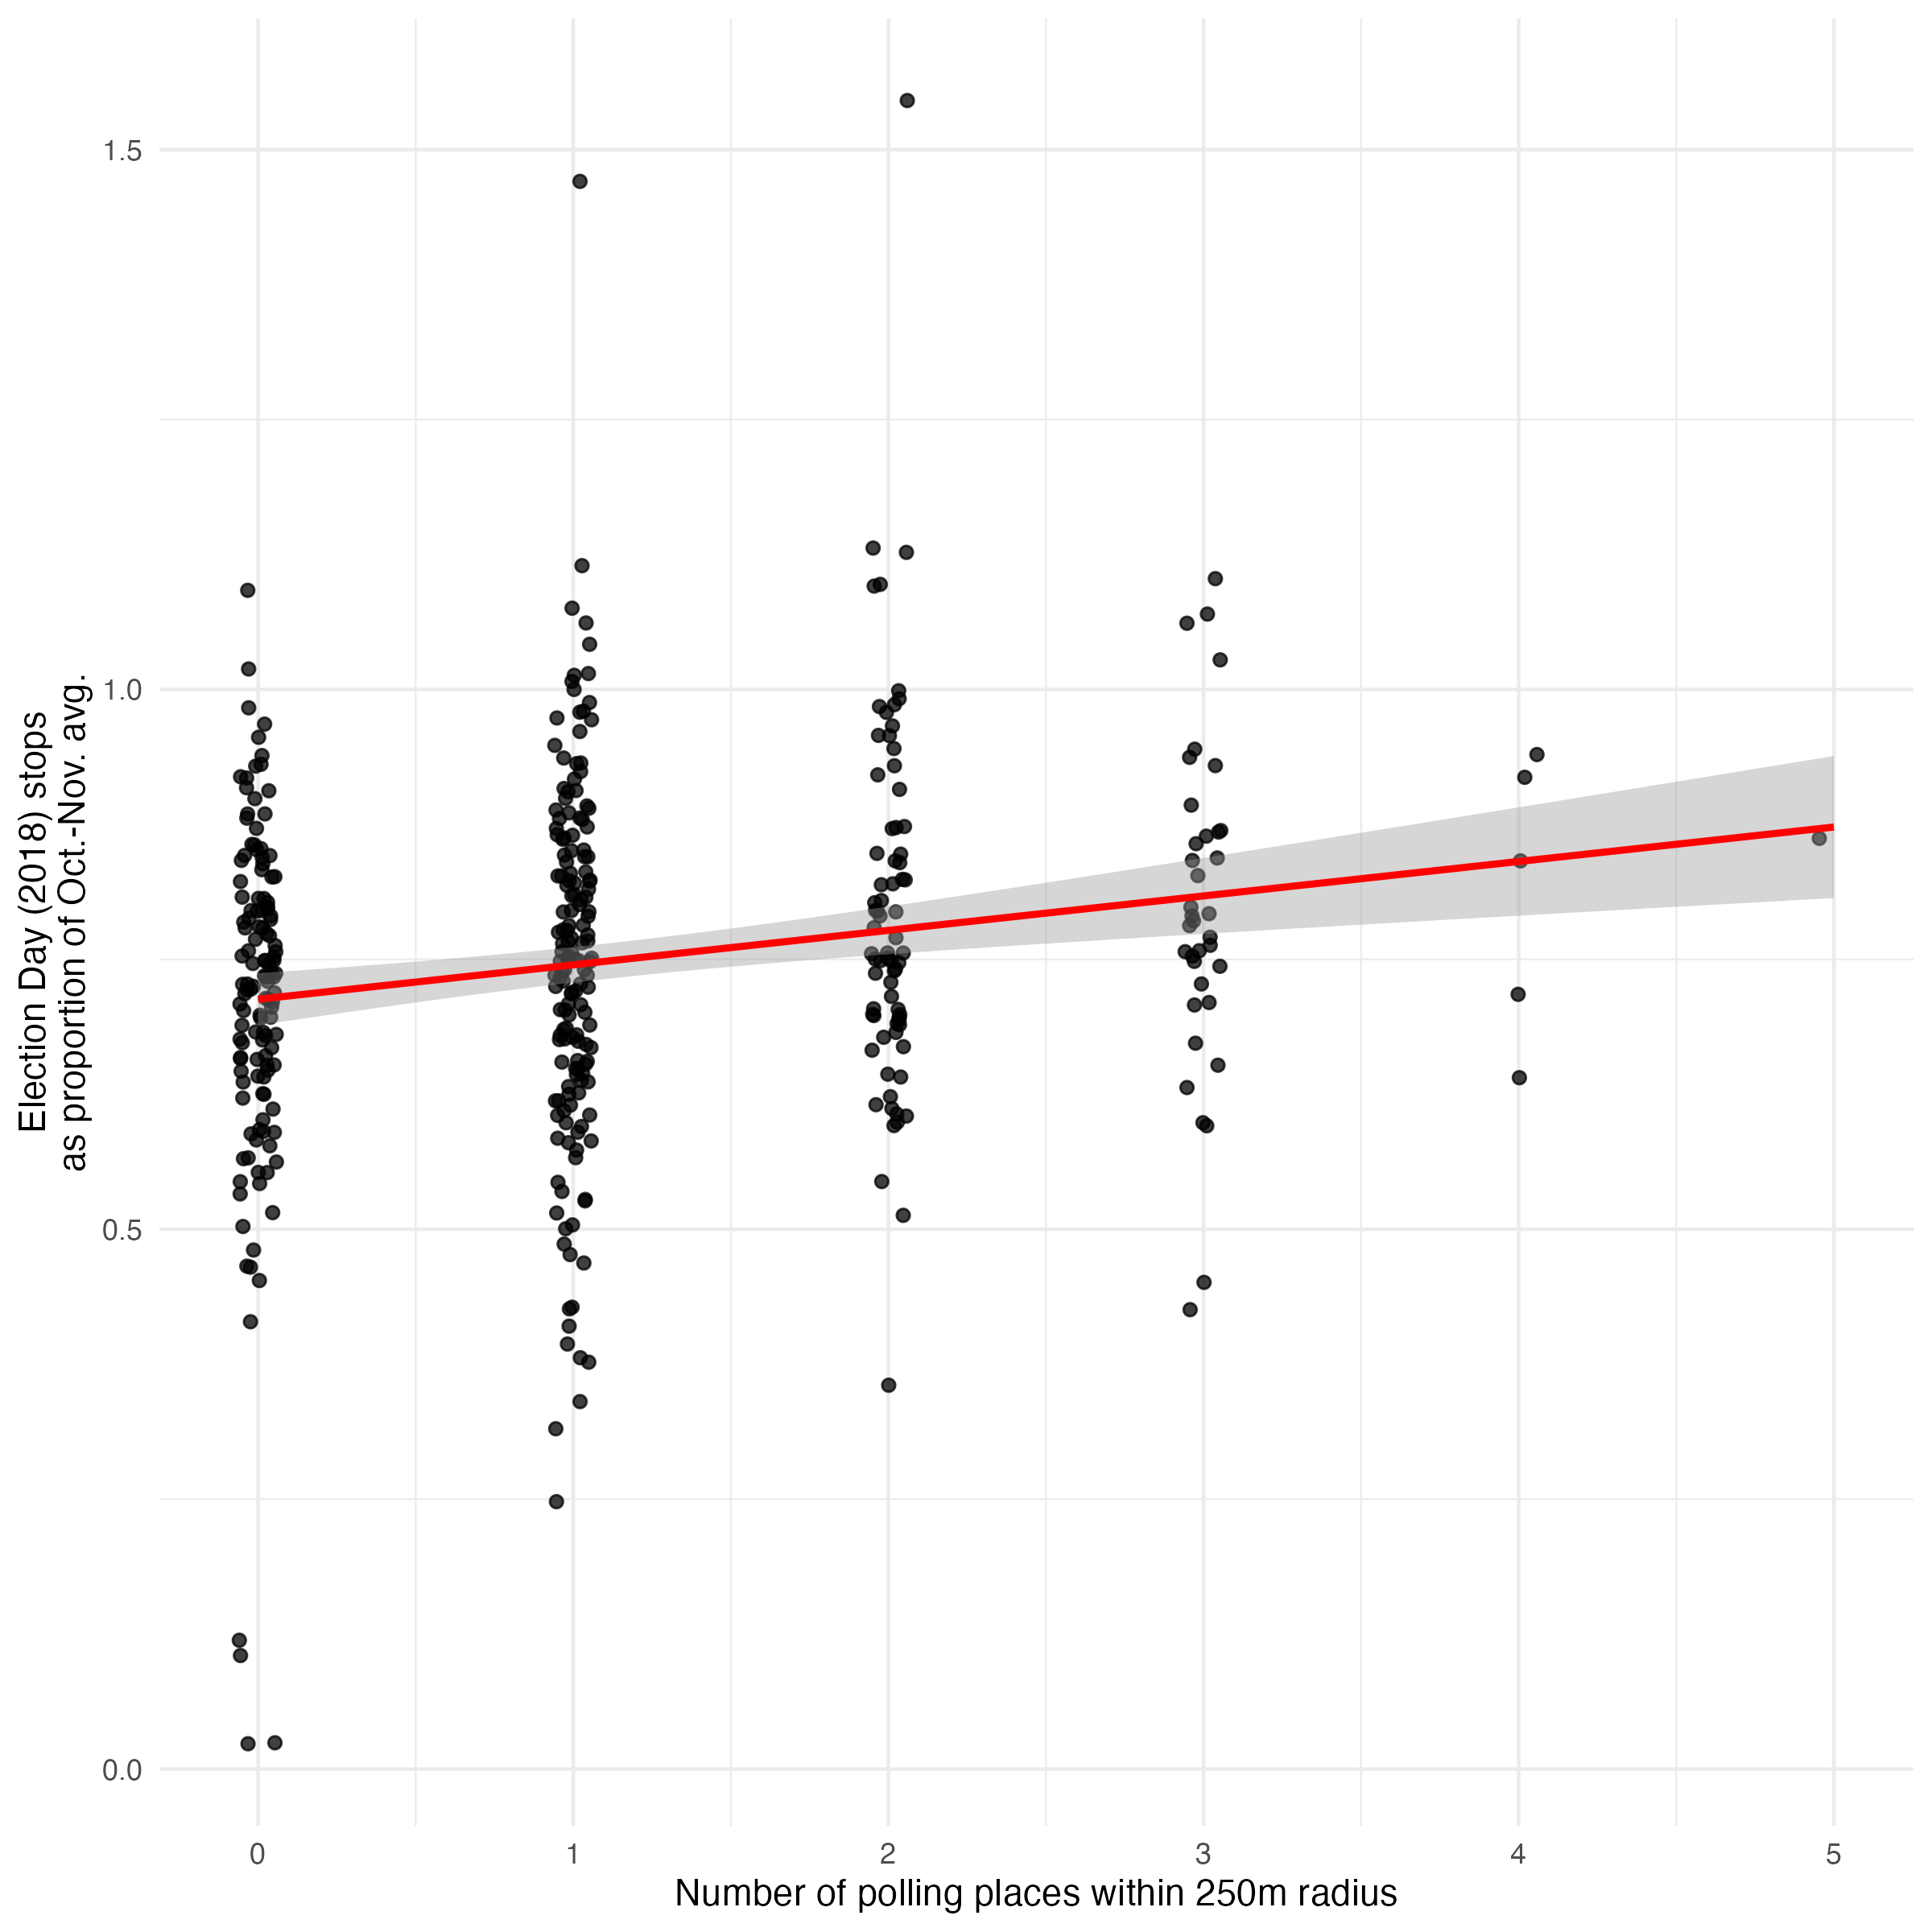 Election Day (2018) stops
as proportion of Oct.-Nov. avg.
1.5
1.0
0.5
0.0
0 1 2 3 4 5
Number of polling places within 250m radius